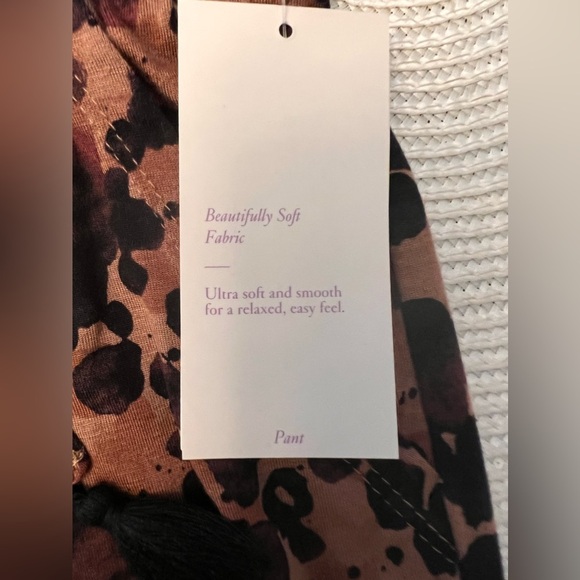 Beautifully Soft
Fabric
Ultra soft and smooth
for a relaxed, easy feel.
Pant